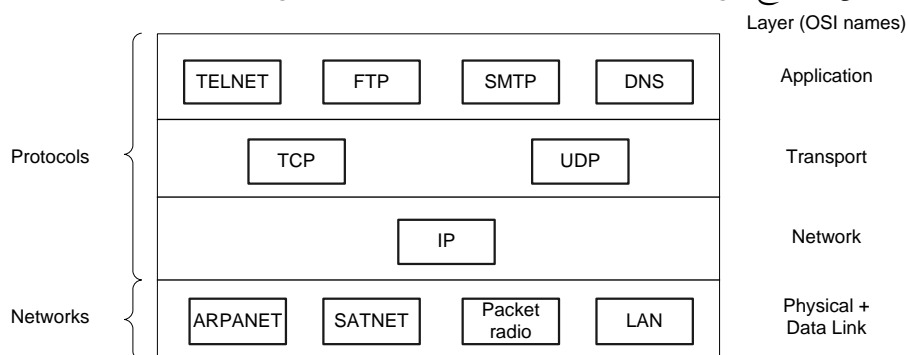 Layer (OSI names)
TELNET FTP SMTP DNS Application
Protocols TCP UDP Transport
IP Network
Networks ARPANET SATNET Packet radio LAN Physical + Data Link